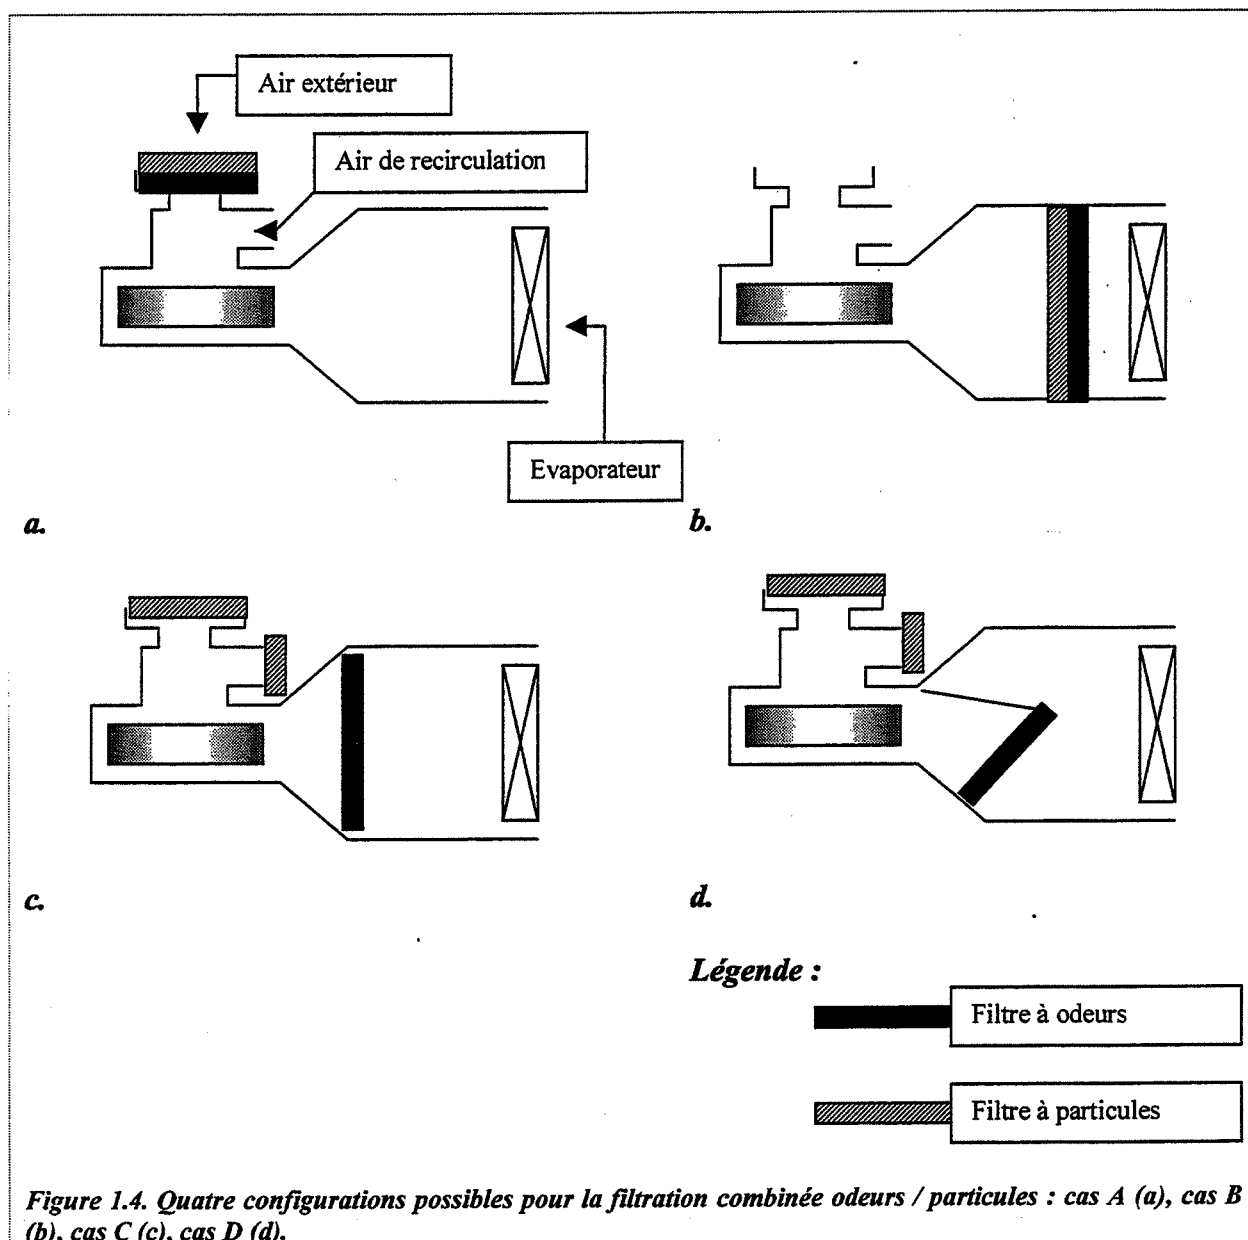 Air extérieur
Air de recirculation
Evaporateur
a.
b.
c.
d.
Légende :
Filtre à odeurs
Filtre à particules
Figure 1.4. Quatre configurations possibles pour la filtration combinée odeurs / particules : cas A (a), cas B
(b), cas C (c), cas D (d).